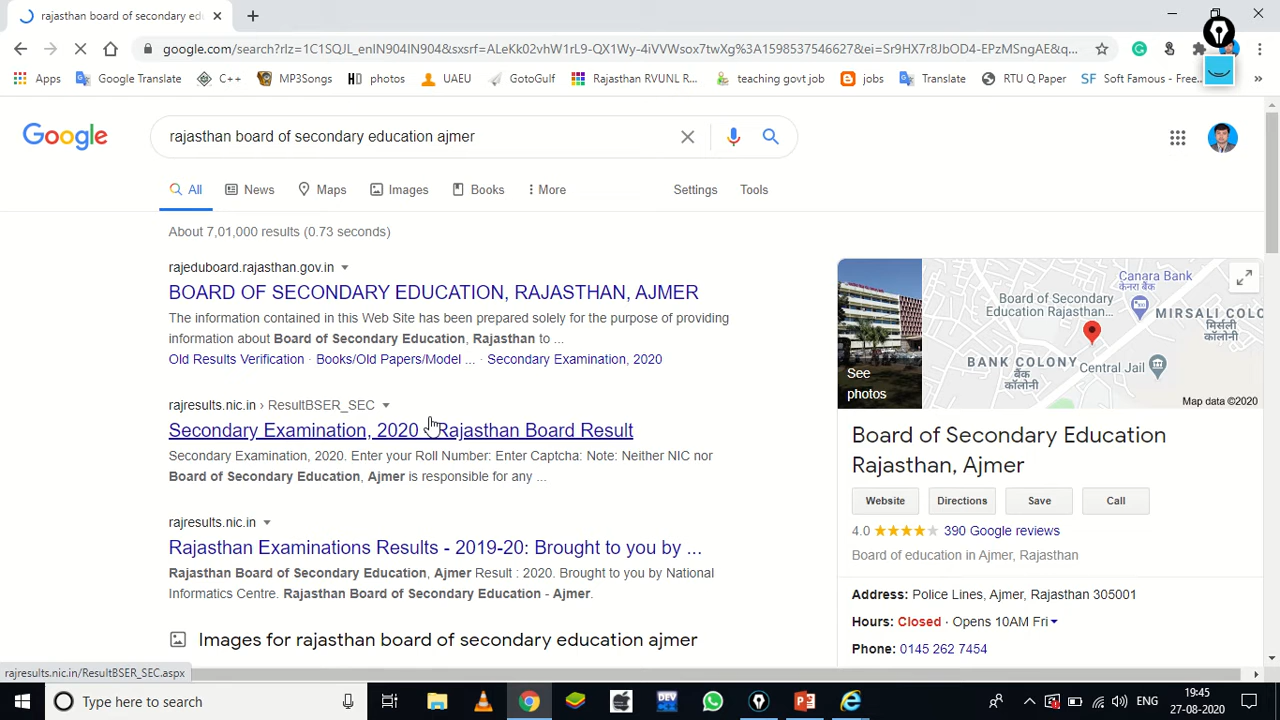 rajasthan board of secondary edu
google.com/search?rlz=1C1SQJL_enIN904IN904&sxsrf=ALeKk02YhW1rL9-QX1Wy-4iVVWsox7twXg%3A1598537546627&ei=Sr9HX7r8JbOD4-EPzMSngAE&q...
Apps Google Translate C++ MP3Songs photos UAEU GotoGulf Rajasthan RVUNL R... teaching govt job jobs Translate RTU Q Paper SF Soft Famous - Free... »
Google
rajasthan board of secondary education ajmer
All News Maps Images Books More Settings Tools
About 7,01,000 results (0.73 seconds)
rajeduboard.rajasthan.gov.in
BOARD OF SECONDARY EDUCATION, RAJASTHAN, AJMER
The information contained in this Web Site has been prepared solely for the purpose of providing
information about Board of Secondary Education, Rajasthan to ...
Old Results Verification · Books/Old Papers/Model ... · Secondary Examination, 2020
rajresults.nic.in › ResultBSER_SEC
Secondary Examination, 2020 - Rajasthan Board Result
Secondary Examination, 2020. Enter your Roll Number: Enter Captcha: Note: Neither NIC nor
Board of Secondary Education, Ajmer is responsible for any ...
rajresults.nic.in
Rajasthan Examinations Results - 2019-20: Brought to you by ...
Rajasthan Board of Secondary Education, Ajmer Result : 2020. Brought to you by National
Informatics Centre. Rajasthan Board of Secondary Education - Ajmer.
Images for rajasthan board of secondary education ajmer
See
photos
Canara Bank
केनरा बैंक
Board of Secondary
Education Rajasthan...
MIRSALI COLO
मिर्सली
कॉलोनी
BANK COLONY
बैंक
कॉलोनी
Central Jail
Map data ©2020
Board of Secondary Education
Rajasthan, Ajmer
Website Directions Save Call
4.0 390 Google reviews
Board of education in Ajmer, Rajasthan
Address: Police Lines, Ajmer, Rajasthan 305001
Hours: Closed · Opens 10AM Fri
Phone: 0145 262 7454
rajresults.nic.in/ResultBSER_SEC.aspx
Type here to search
DEV
ENG
19:45
27-08-2020